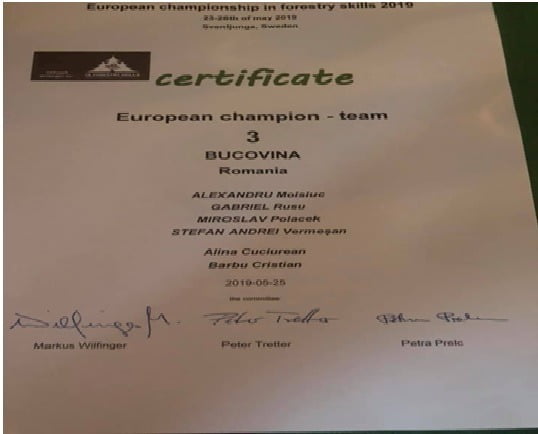 European championship in forestry skills 2019
23-26th of may 2019
Svenljunga, Sweden
certificate
European champion - team
3
BUCOVINA
Romania
ALEXANDRU Moisiuc
GABRIEL Rusu
MIROSLAV Polacek
STEFAN ANDREI Vermeşan
Alina Cuciurean
Barbu Cristian
2019-05-25
the committee
Markus Wilfinger
Peter Tretter
Petra Prelc